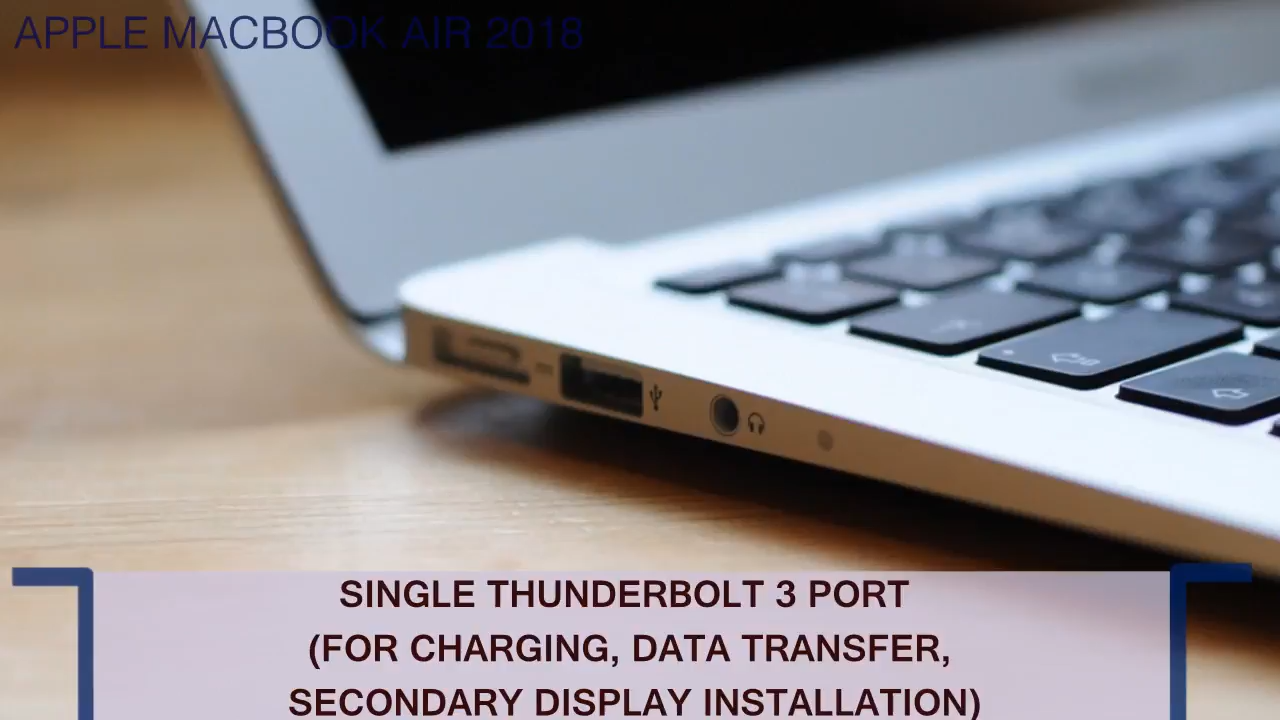 APPLE MACBOOK AIR 2018
SINGLE THUNDERBOLT 3 PORT
(FOR CHARGING, DATA TRANSFER,
SECONDARY DISPLAY INSTALLATION)